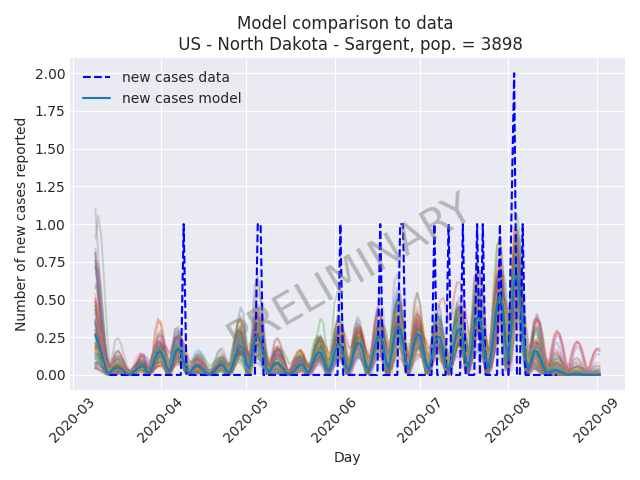 Model comparison to data
US - North Dakota - Sargent, pop. = 3898
new cases data
new cases model
Number of new cases reported
2.00
1.75
1.50
1.25
1.00
0.75
0.50
0.25
0.00
PRELIMINARY
2020-03
2020-04
2020-05
2020-06
2020-07
2020-08
2020-09
Day